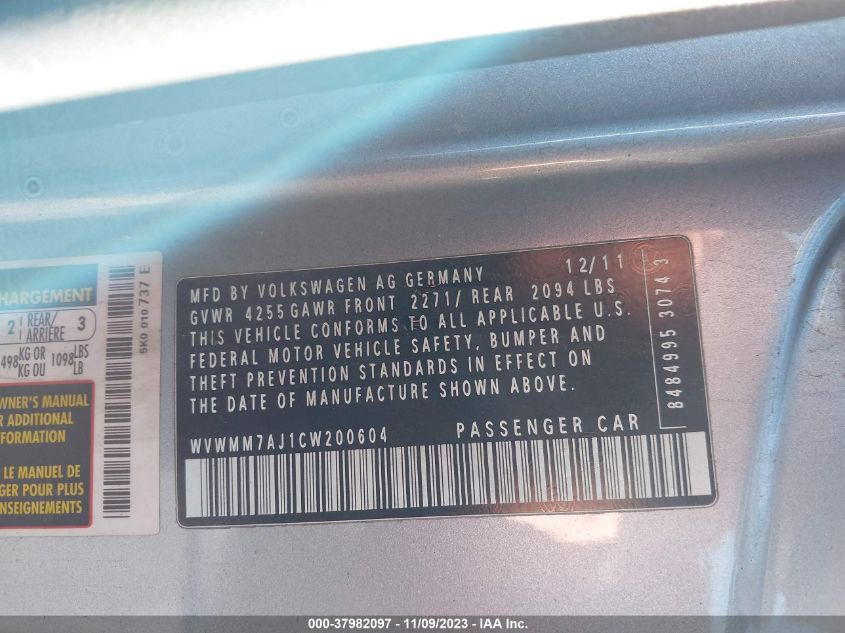 HARGEMENT
2 REAR/ ARRIÈRE 3
498 KG OR KG OU 1098 LBS LB
WNER'S MANUAL
R ADDITIONAL
FORMATION
LE MANUEL DE
GER POUR PLUS
NSEIGNEMENTS
5K0 010 737 E
MFD BY VOLKSWAGEN AG GERMANY 12/11
GVWR 4255 GAWR FRONT 2271/ REAR 2094 LBS
THIS VEHICLE CONFORMS TO ALL APPLICABLE U.S.
FEDERAL MOTOR VEHICLE SAFETY, BUMPER AND
THEFT PREVENTION STANDARDS IN EFFECT ON
THE DATE OF MANUFACTURE SHOWN ABOVE.
WVWMM7AJ1CW200604 PASSENGER CAR
8484995 3074 3
000-37982097 - 11/09/2023 - IAA Inc.